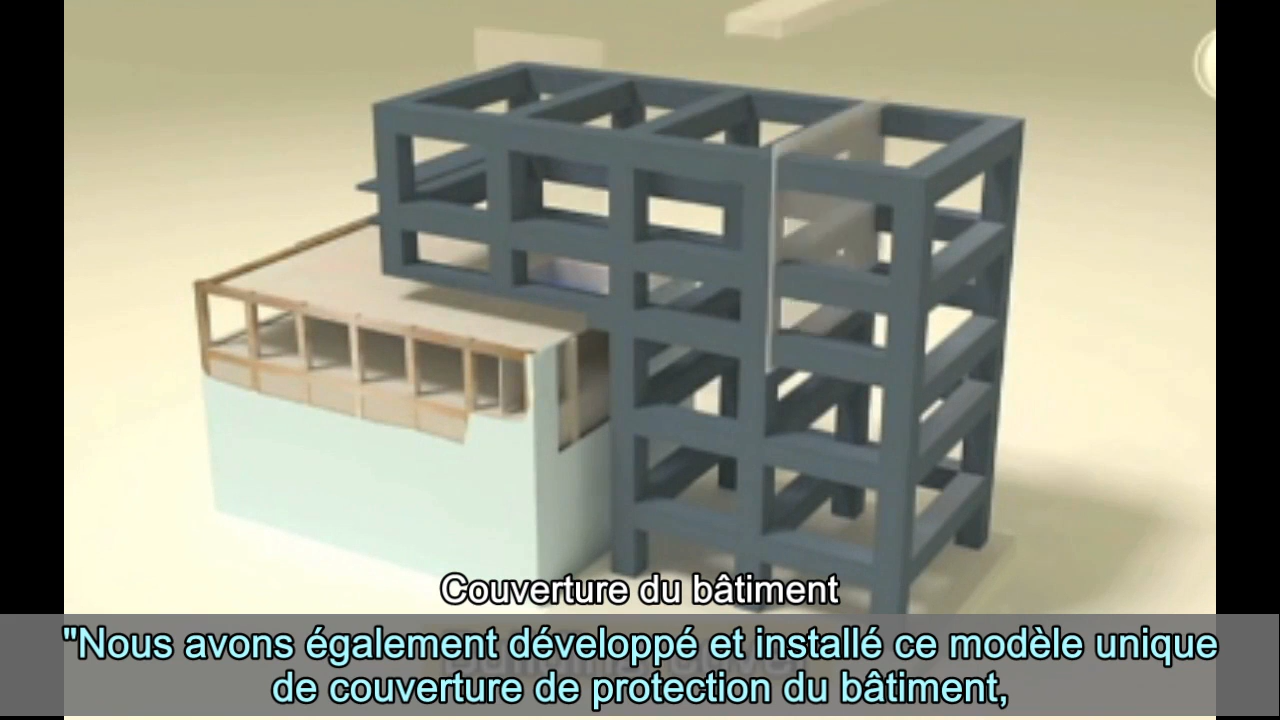 Couverture du bâtiment
"Nous avons également développé et installé ce modèle unique
de couverture de protection du bâtiment,